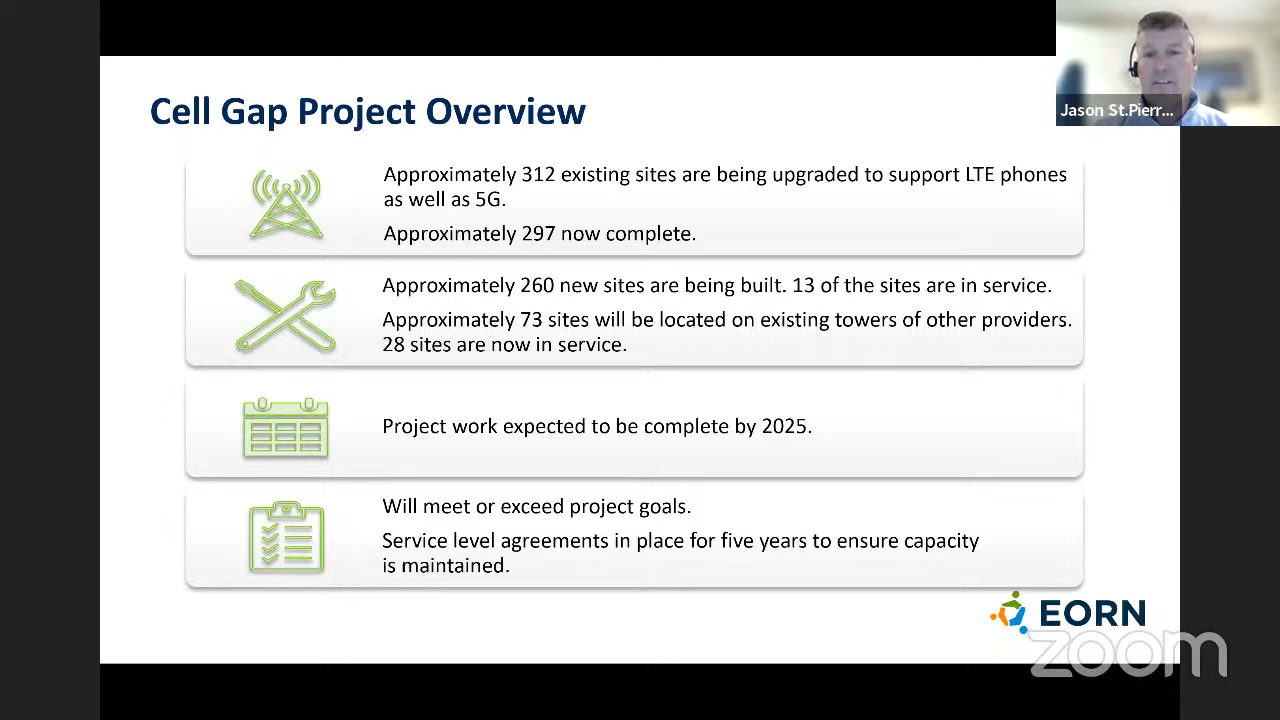 Jason St.Pierr...
Cell Gap Project Overview
Approximately 312 existing sites are being upgraded to support LTE phones
as well as 5G.
Approximately 297 now complete.
Approximately 260 new sites are being built. 13 of the sites are in service.
Approximately 73 sites will be located on existing towers of other providers.
28 sites are now in service.
Project work expected to be complete by 2025.
Will meet or exceed project goals.
Service level agreements in place for five years to ensure capacity
is maintained.
EORN
zoom